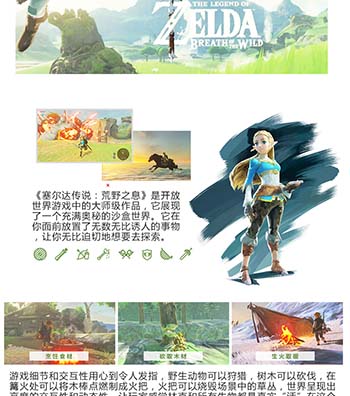 THE LEGEND OF
ZELDA
BREATH OF THE WILD
《塞尔达传说：荒野之息》是开放
世界游戏中的大师级作品，它展现
了一个充满奥秘的沙盒世界。它在
你面前放置了无数无比诱人的事物
，让你无比迫切地想要去探索。
烹饪食材
砍取木材
生火取暖
游戏细节和交互性用心到令人发指，野生动物可以狩猎，树木可以砍伐，在
篝火处可以将木棒点燃制成火把，火把可以烧毁场景中的草丛，世界呈现出